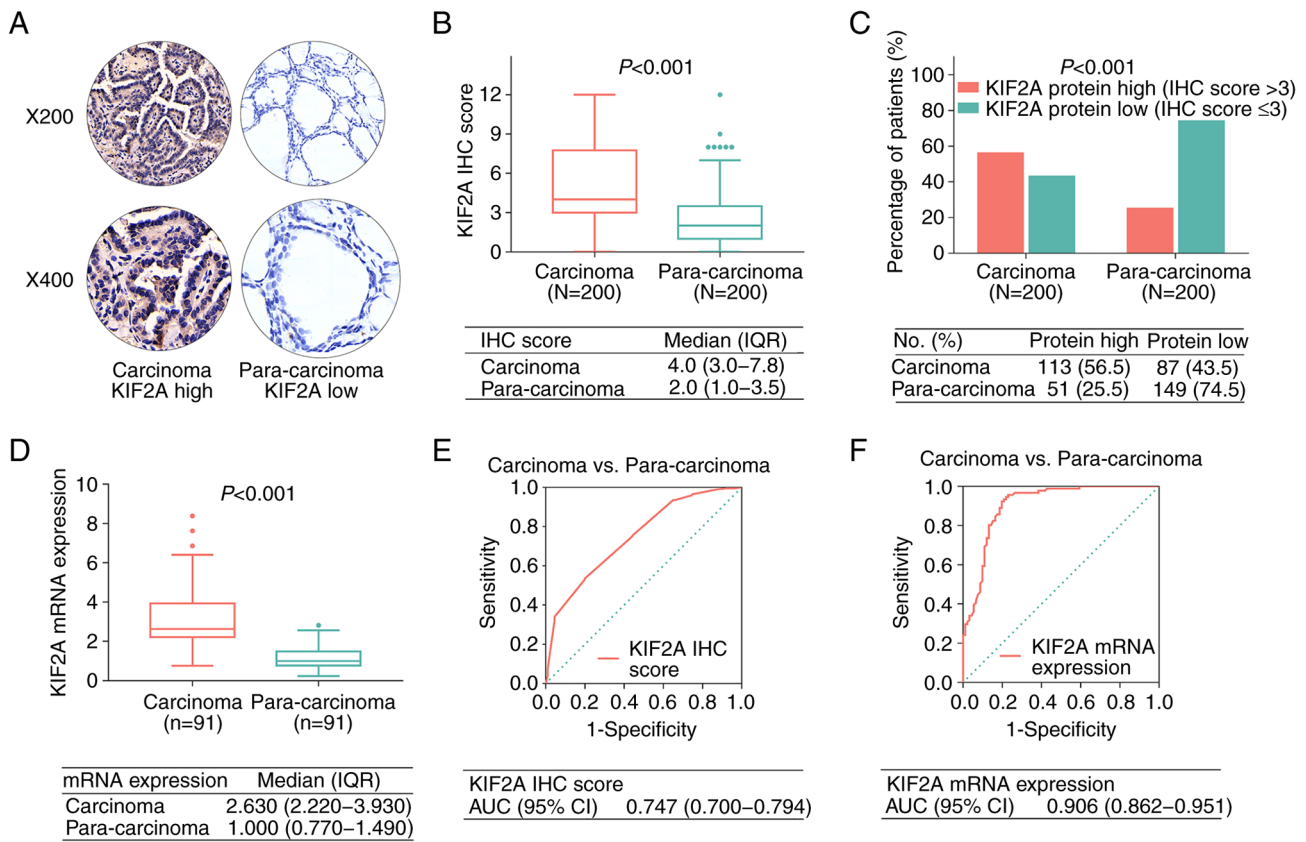 A
X200
X400
Carcinoma
KIF2A high
Para-carcinoma
KIF2A low
B
P<0.001
KIF2A IHC score
12
9
6
3
0
Carcinoma
(N=200)
Para-carcinoma
(N=200)
IHC score Median (IQR)
Carcinoma 4.0 (3.0–7.8)
Para-carcinoma 2.0 (1.0–3.5)
C
P<0.001
KIF2A protein high (IHC score >3)
KIF2A protein low (IHC score ≤3)
Percentage of patients (%)
100
80
60
40
20
0
Carcinoma
(N=200)
Para-carcinoma
(N=200)
No. (%) Protein high Protein low
Carcinoma 113 (56.5) 87 (43.5)
Para-carcinoma 51 (25.5) 149 (74.5)
D
P<0.001
KIF2A mRNA expression
10
8
6
4
2
0
Carcinoma
(n=91)
Para-carcinoma
(n=91)
mRNA expression Median (IQR)
Carcinoma 2.630 (2.220–3.930)
Para-carcinoma 1.000 (0.770–1.490)
E
Carcinoma vs. Para-carcinoma
Sensitivity
1.0
0.8
0.6
0.4
0.2
0.0
KIF2A IHC
score
0.0 0.2 0.4 0.6 0.8 1.0
1-Specificity
KIF2A IHC score
AUC (95% CI) 0.747 (0.700–0.794)
F
Carcinoma vs. Para-carcinoma
Sensitivity
1.0
0.8
0.6
0.4
0.2
0.0
KIF2A mRNA
expression
0.0 0.2 0.4 0.6 0.8 1.0
1-Specificity
KIF2A mRNA expression
AUC (95% CI) 0.906 (0.862–0.951)